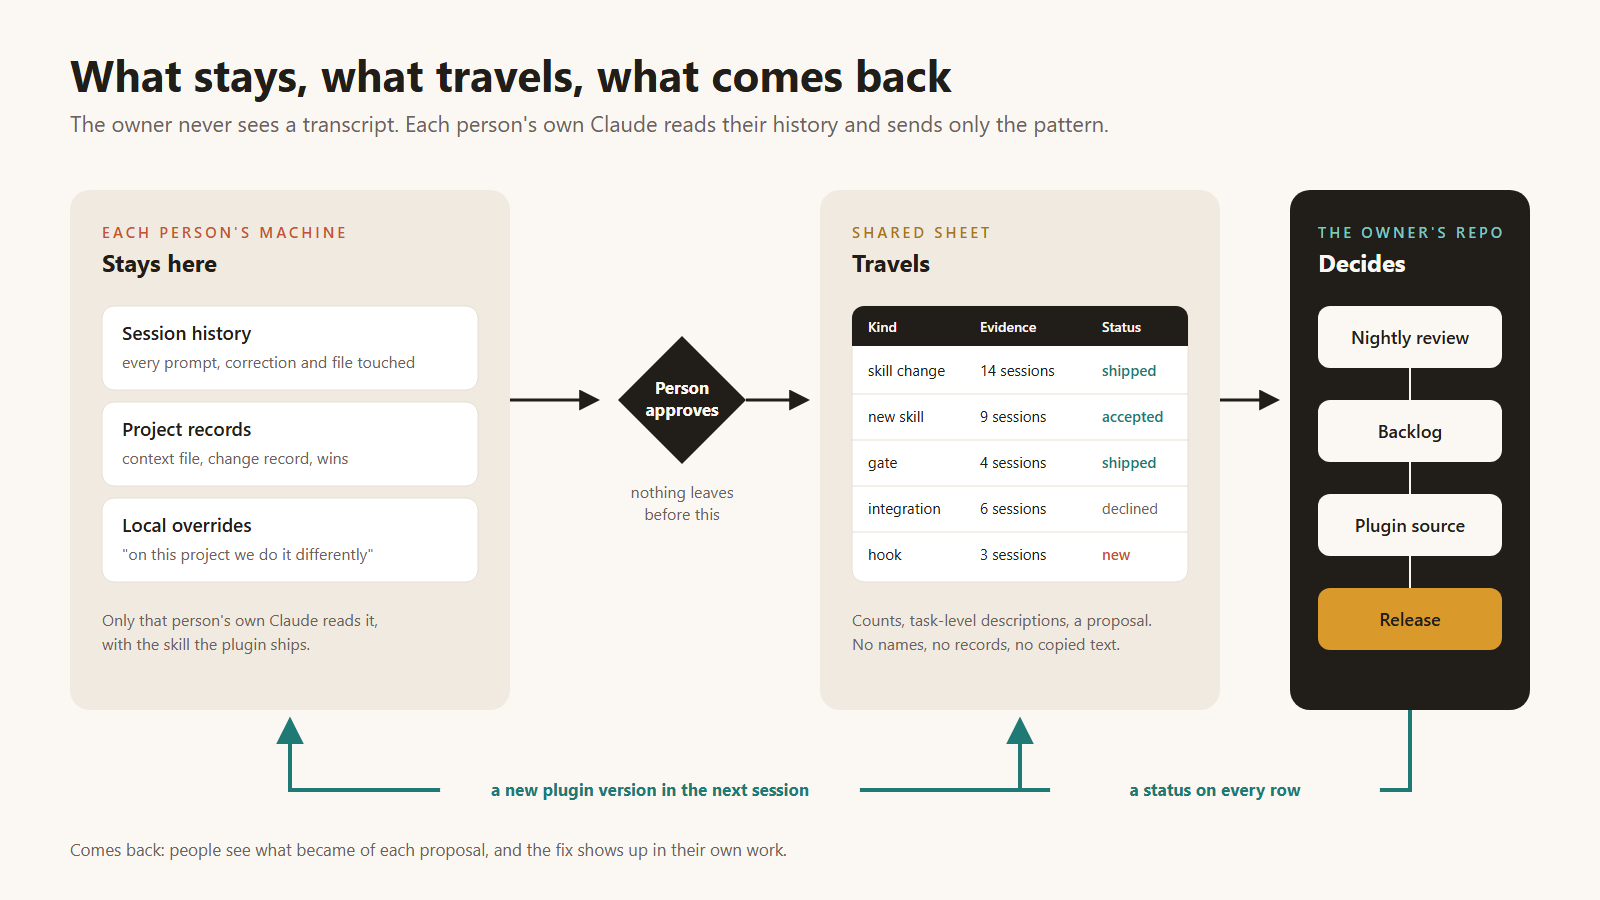 What stays, what travels, what comes back
The owner never sees a transcript. Each person's own Claude reads their history and sends only the pattern.
EACH PERSON'S MACHINE
Stays here
Session history
every prompt, correction and file touched
Project records
context file, change record, wins
Local overrides
"on this project we do it differently"
Only that person's own Claude reads it,
with the skill the plugin ships.
Person
approves
nothing leaves
before this
SHARED SHEET
Travels
Kind Evidence Status
skill change 14 sessions shipped
new skill 9 sessions accepted
gate 4 sessions shipped
integration 6 sessions declined
hook 3 sessions new
Counts, task-level descriptions, a proposal.
No names, no records, no copied text.
THE OWNER'S REPO
Decides
Nightly review
Backlog
Plugin source
Release
a new plugin version in the next session
a status on every row
Comes back: people see what became of each proposal, and the fix shows up in their own work.